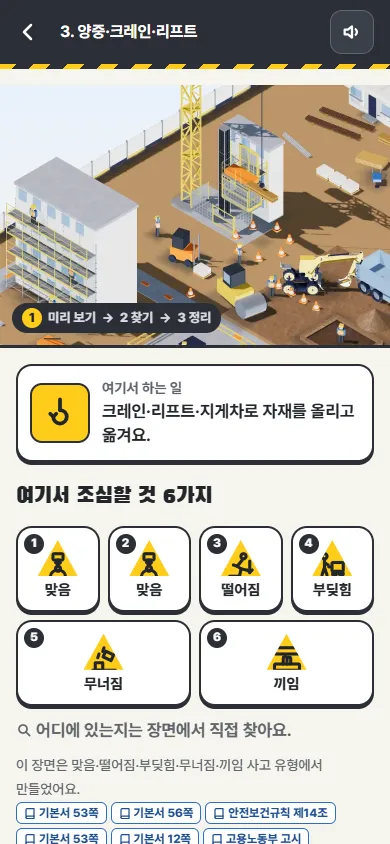 3. 양중·크레인·리프트
1 미리 보기 → 2 찾기 → 3 정리
여기서 하는 일
크레인·리프트·지게차로 자재를 올리고
옮겨요.
여기서 조심할 것 6가지
1 맞음
2 맞음
3 떨어짐
4 부딪힘
5 무너짐
6 끼임
어디에 있는지는 장면에서 직접 찾아요.
이 장면은 맞음·떨어짐·부딪힘·무너짐·끼임 사고 유형에서
만들었어요.
기본서 53쪽 기본서 56쪽 안전보건규칙 제14조
기본서 53쪽 기본서 12쪽 고용노동부 고시